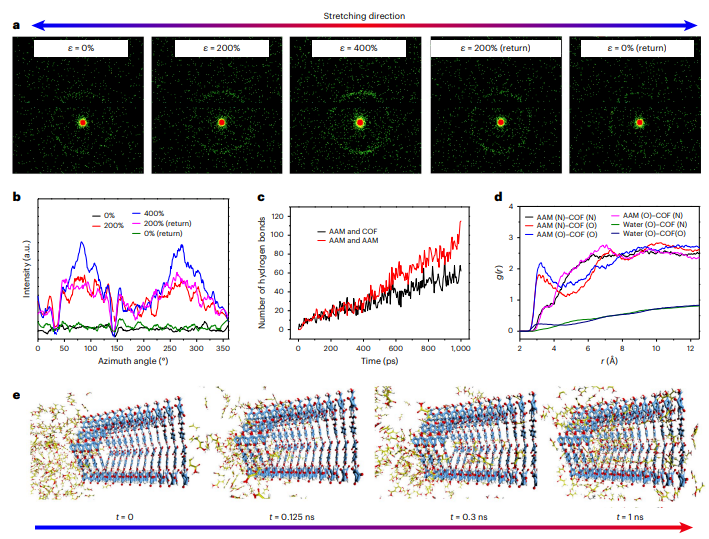 Stretching direction
a
ε = 0%
ε = 200%
ε = 400%
ε = 200% (return)
ε = 0% (return)
b
Intensity (a.u.)
0%
200%
400%
200% (return)
0% (return)
0 50 100 150 200 250 300 350
Azimuth angle (°)
c
Number of hydrogen bonds
120
100
80
60
40
20
0
AAM and COF
AAM and AAM
0 200 400 600 800 1,000
Time (ps)
d
g(r)
4
3
2
1
0
AAM (N)–COF (N)
AAM (N)–COF (O)
AAM (O)–COF (O)
AAM (O)–COF (N)
Water (O)–COF (N)
Water (O)–COF(O)
2 4 6 8 10 12
r (Å)
e
t = 0
t = 0.125 ns
t = 0.3 ns
t = 1 ns